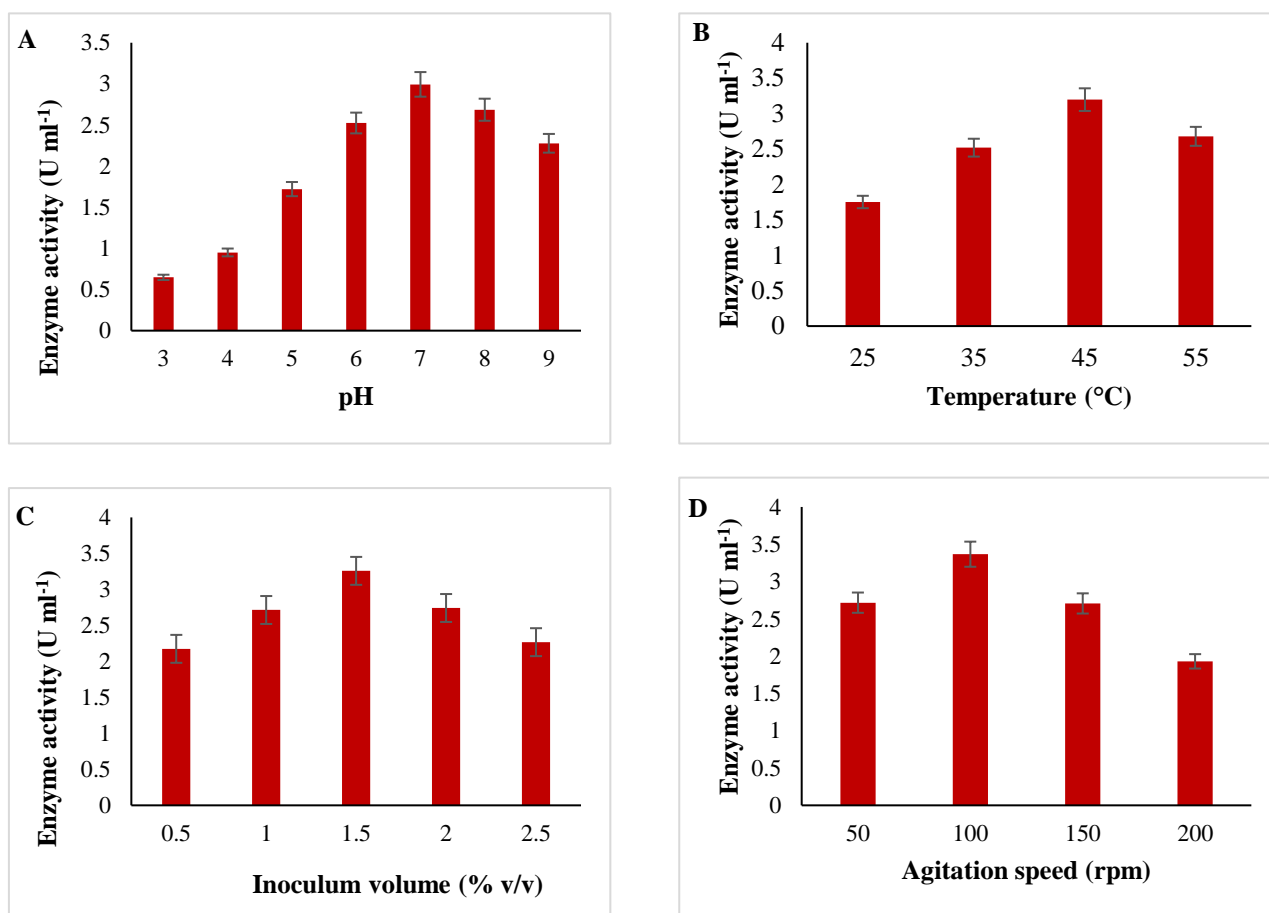 A
Enzyme activity (U ml-1)
3.5
3
2.5
2
1.5
1
0.5
0
3 4 5 6 7 8 9
pH
B
Enzyme activity (U ml-1)
4
3.5
3
2.5
2
1.5
1
0.5
0
25 35 45 55
Temperature (°C)
C
Enzyme activity (U ml-1)
4
3.5
3
2.5
2
1.5
1
0.5
0
0.5 1 1.5 2 2.5
Inoculum volume (% v/v)
D
Enzyme activity (U ml-1)
4
3.5
3
2.5
2
1.5
1
0.5
0
50 100 150 200
Agitation speed (rpm)